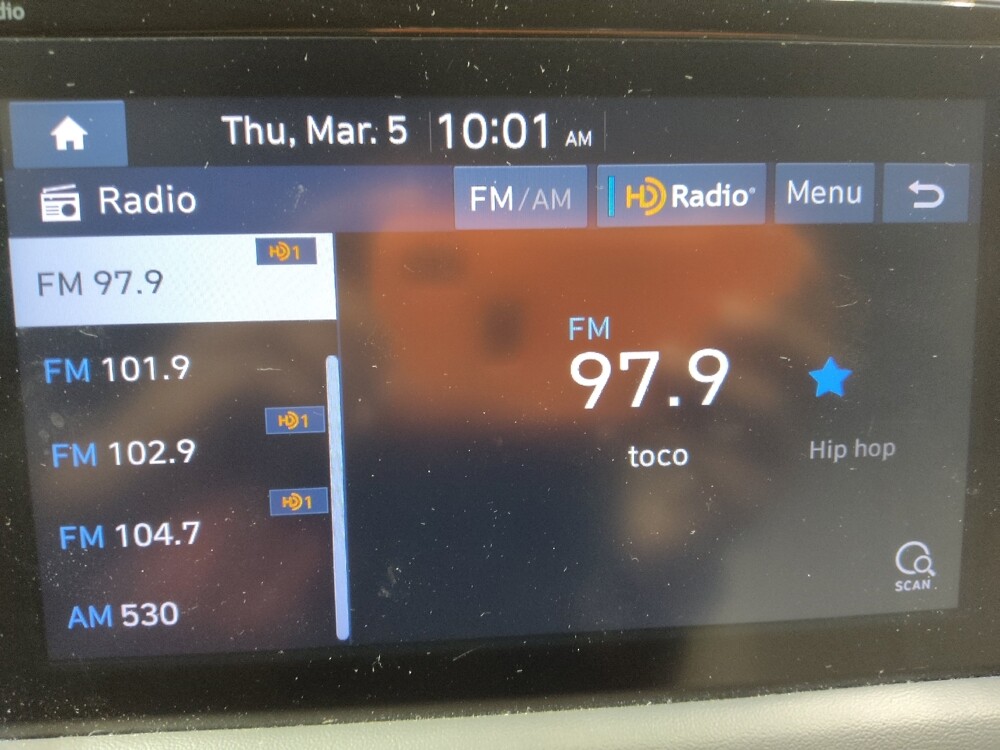 dio
Thu, Mar. 5 10:01 AM
Radio FM/AM HD Radio® Menu
HD1
FM 97.9
FM 101.9
HD1
FM 102.9
HD1
FM 104.7
AM 530
FM
97.9
toco Hip hop
SCAN